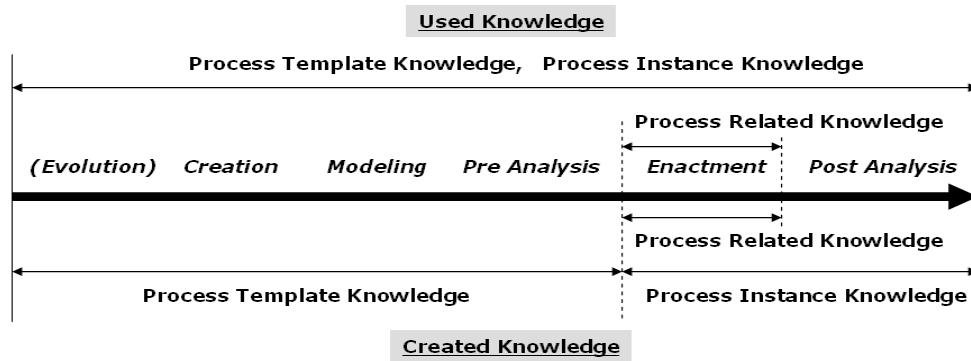 Used Knowledge
Process Template Knowledge, Process Instance Knowledge
Process Related Knowledge
(Evolution) Creation Modeling Pre Analysis Enactment Post Analysis
Process Related Knowledge
Process Template Knowledge Process Instance Knowledge
Created Knowledge